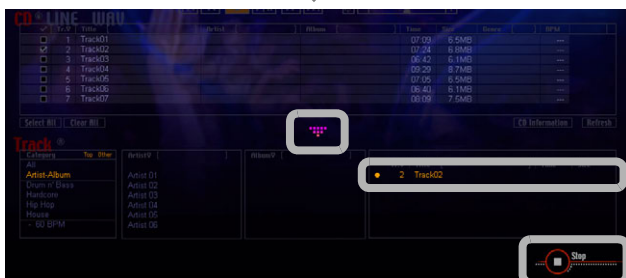 CD LINE WAV
Tr.# Title [ Artist ] [ Album ] [ Time Size Genre ] BPM
1 Track01 07:09 6.5MB ---
2 Track02 07:24 6.8MB ---
3 Track03 06:42 6.1MB ---
4 Track04 09:29 8.7MB ---
5 Track05 07:05 6.5MB ---
6 Track06 06:40 6.1MB ---
7 Track07 08:09 7.5MB ---
Select All Clear All CD Information Refresh
Track
Category Top Other Artist# [ ] Album# [
All
Artist-Album Artist 01
2 Track02
Drum n' Bass Artist 02
Hardcore Artist 03
Hip Hop Artist 04
House Artist 05
- 60 BPM Artist 06
Stop